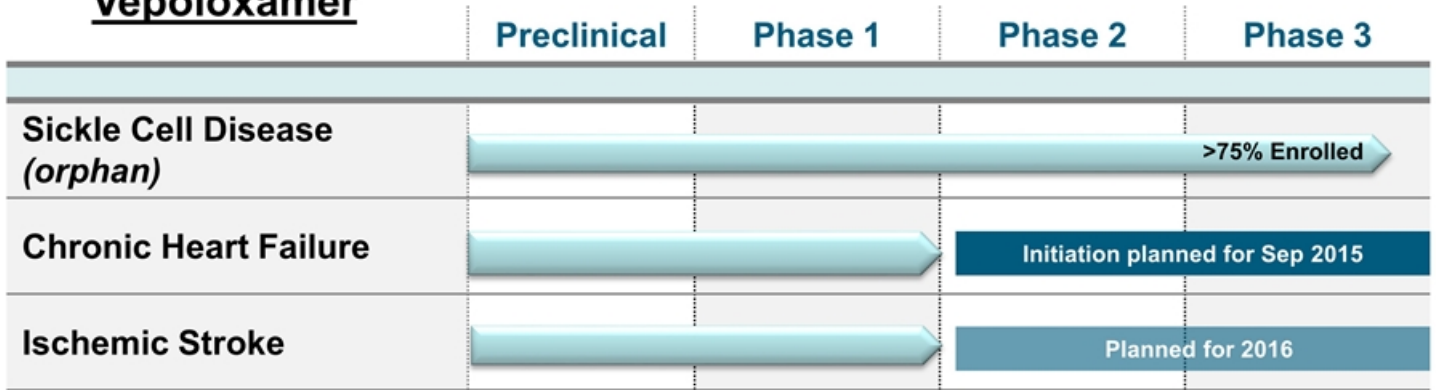 Vepoloxamer
Preclinical Phase 1 Phase 2 Phase 3
Sickle Cell Disease
(orphan)
>75% Enrolled
Chronic Heart Failure
Initiation planned for Sep 2015
Ischemic Stroke
Planned for 2016